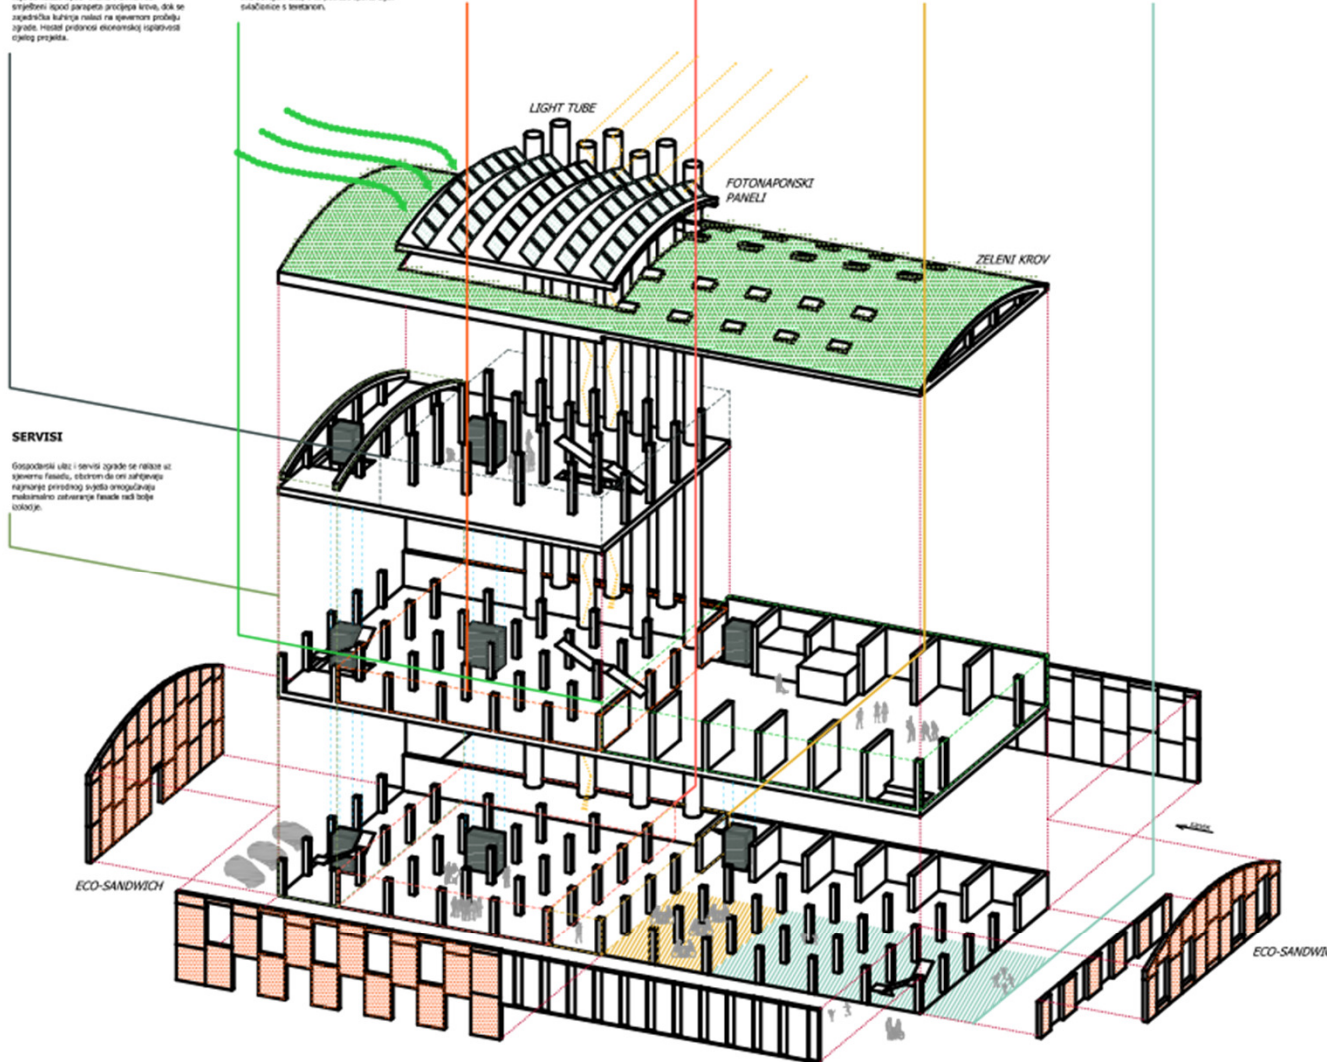 smješteni ispod parapeta procijepa krova, dok se
zajednička kuhinja nalazi na sjevernom pročelju
zgrade. Hostel pridonosi ekonomskoj isplativosti
cijelog projekta.
svlačionice s teretanom.
LIGHT TUBE
FOTONAPONSKI
PANELI
ZELENI KROV
SERVISI
Gospodarski ulaz i servisi zgrade se nalaze uz
sjevernu fasadu, obzirom da oni zahtjevaju
najmanje prirodnog svjetla omogućavaju
maksimalno zatvaranje fasade radi bolje
izolacije.
ECO-SANDWICH
ECO-SANDWIC